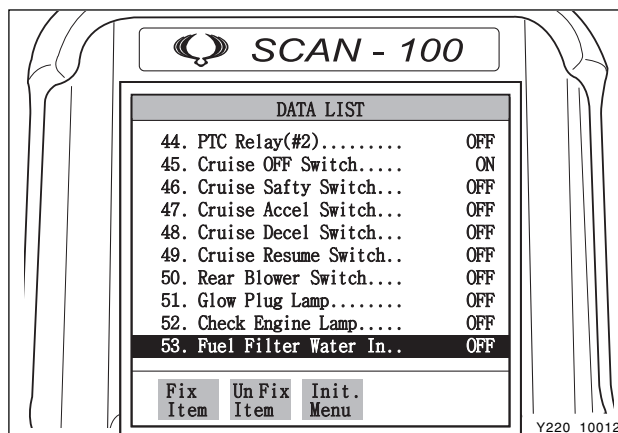 SCAN - 100
DATA LIST
44. PTC Relay(#2)......... OFF
45. Cruise OFF Switch..... ON
46. Cruise Safty Switch... OFF
47. Cruise Accel Switch... OFF
48. Cruise Decel Switch... OFF
49. Cruise Resume Switch.. OFF
50. Rear Blower Switch.... OFF
51. Glow Plug Lamp........ OFF
52. Check Engine Lamp..... OFF
53. Fuel Filter Water In.. OFF
Fix Item
Un Fix Item
Init. Menu
Y220_10012